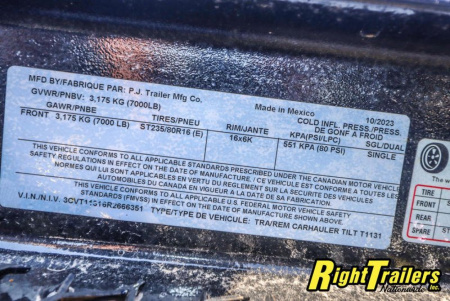 MFD BY/FABRIQUE PAR: P.J. Trailer Mfg Co.
Made in Mexico 10/2023
GVWR/PNBV: 3,175 KG (7000LB)
COLD INFL. PRESS./PRESS. DE GONF A FROID
GAWR/PNBE TIRES/PNEU RIM/JANTE KPA(PSI/LPC) SGL/DUAL
FRONT 3,175 KG (7000 LB) ST235/80R16 (E) 16x6K 551 KPA (80 PSI) SINGLE
THIS VEHICLE CONFORMS TO ALL APPLICABLE STANDARDS PRESCRIBED UNDER THE CANADIAN MOTOR VEHICLE
SAFETY REGULATIONS IN EFFECT ON THE DATE OF MANUFACTURE / CE VEHICULE EST CONFORME A TOUTES LES
NORMES QUI LUI SONT APPLICABLES EN VERTU DU REGLEMENT SUR LA SECURITE DES VEHICULES
AUTOMOBILES DU CANADA EN VIGUEUR A LA DATE DE SA FABRICATION.
THIS VEHICLE CONFORMS TO ALL APPLICABLE U.S. FEDERAL MOTOR VEHICLE SAFETY
STANDARDS (FMVSS) IN EFFECT ON THE DATE OF MANUFACTURE SHOWN ABOVE
V.I.N./N.I.V.
TYPE/TYPE DE VEHICULE: TRA/REM CARHAULER TILT T1131
The
TIRE
FRONT
REAR
SPARE
RightTrailers
Nationwide Inc.